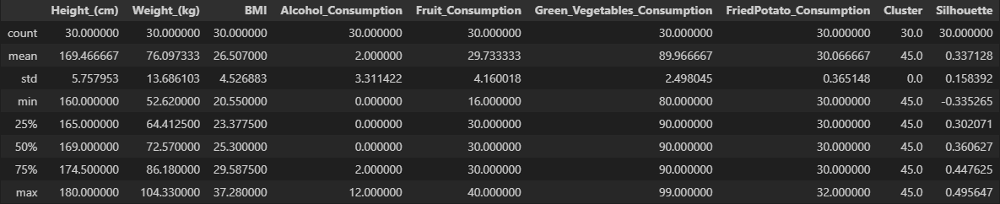 Height_(cm) Weight_(kg) BMI Alcohol_Consumption Fruit_Consumption Green_Vegetables_Consumption FriedPotato_Consumption Cluster Silhouette
count 30.000000 30.000000 30.000000 30.000000 30.000000 30.000000 30.000000 30.0 30.000000
mean 169.466667 76.097333 26.507000 2.000000 29.733333 89.966667 30.066667 45.0 0.337128
std 5.757953 13.686103 4.526883 3.311422 4.160018 2.498045 0.365148 0.0 0.158392
min 160.000000 52.620000 20.550000 0.000000 16.000000 80.000000 30.000000 45.0 -0.335265
25% 165.000000 64.412500 23.377500 0.000000 30.000000 90.000000 30.000000 45.0 0.302071
50% 169.000000 72.570000 25.300000 0.000000 30.000000 90.000000 30.000000 45.0 0.360627
75% 174.500000 86.180000 29.587500 2.000000 30.000000 90.000000 30.000000 45.0 0.447625
max 180.000000 104.330000 37.280000 12.000000 40.000000 99.000000 32.000000 45.0 0.495647